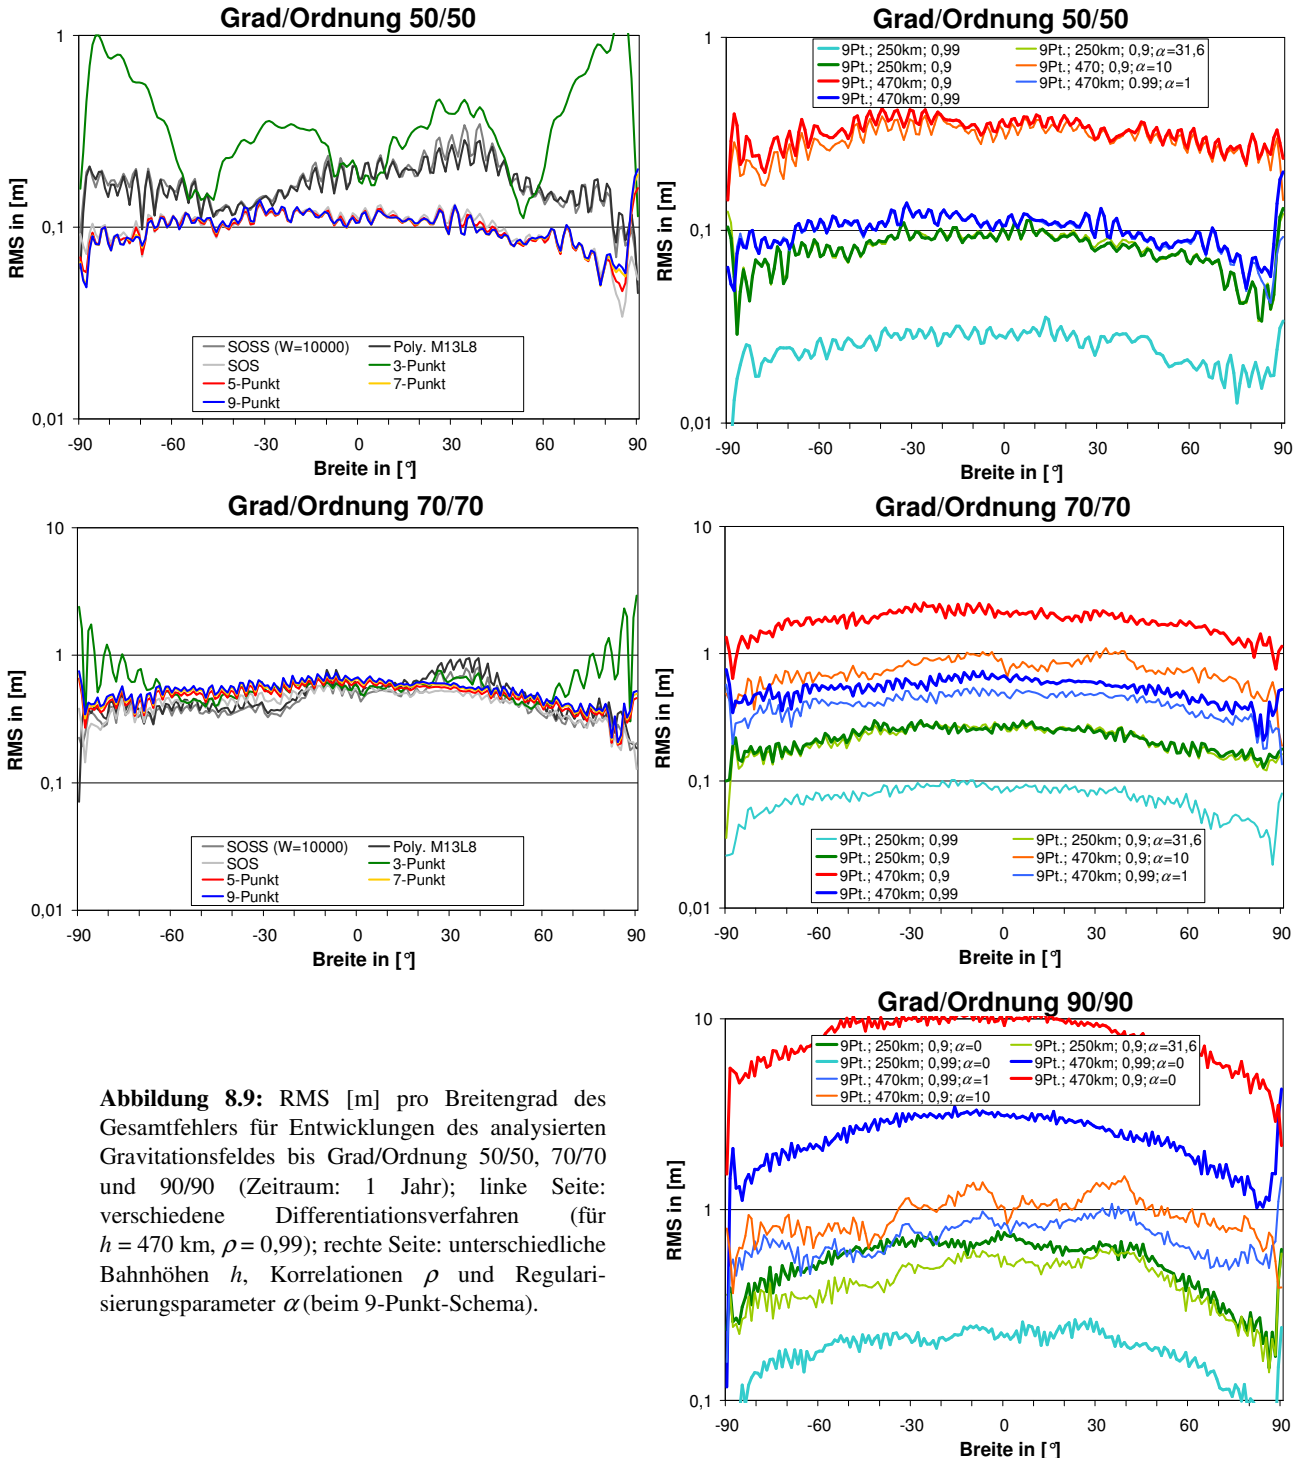 Grad/Ordnung 50/50
1
0,1
0,01
RMS in [m]
SOSS (W=10000)
Poly. M13L8
SOS
3-Punkt
5-Punkt
7-Punkt
9-Punkt
-90 -60 -30 0 30 60 90
Breite in [°]
Grad/Ordnung 50/50
1
0,1
0,01
RMS in [m]
9Pt.; 250km; 0,99
9Pt.; 250km; 0,9;α=31,6
9Pt.; 250km; 0,9
9Pt.; 470; 0,9;α=10
9Pt.; 470km; 0,9
9Pt.; 470km; 0.99;α=1
9Pt.; 470km; 0,99
-90 -60 -30 0 30 60 90
Breite in [°]
Grad/Ordnung 70/70
10
1
0,1
0,01
RMS in [m]
SOSS (W=10000)
Poly. M13L8
SOS
3-Punkt
5-Punkt
7-Punkt
9-Punkt
-90 -60 -30 0 30 60 90
Breite in [°]
Grad/Ordnung 70/70
10
1
0,1
0,01
RMS in [m]
9Pt.; 250km; 0,99
9Pt.; 250km; 0,9;α=31,6
9Pt.; 250km; 0,9
9Pt.; 470km; 0,9;α=10
9Pt.; 470km; 0,9
9Pt.; 470km; 0,99;α=1
9Pt.; 470km; 0,99
-90 -60 -30 0 30 60 90
Breite in [°]
Abbildung 8.9: RMS [m] pro Breitengrad des
Gesamtfehlers für Entwicklungen des analysierten
Gravitationsfeldes bis Grad/Ordnung 50/50, 70/70
und 90/90 (Zeitraum: 1 Jahr); linke Seite:
verschiedene Differentiationsverfahren (für
h = 470 km, ρ = 0,99); rechte Seite: unterschiedliche
Bahnhöhen h, Korrelationen ρ und Regulari-
sierungsparameter α (beim 9-Punkt-Schema).
Grad/Ordnung 90/90
10
1
0,1
RMS in [m]
9Pt.; 250km; 0,9;α=0
9Pt.; 250km; 0,9;α=31,6
9Pt.; 250km; 0,99;α=0
9Pt.; 470km; 0,99;α=0
9Pt.; 470km; 0,99;α=1
9Pt.; 470km; 0,9;α=0
9Pt.; 470km; 0,9;α=10
-90 -60 -30 0 30 60 90
Breite in [°]